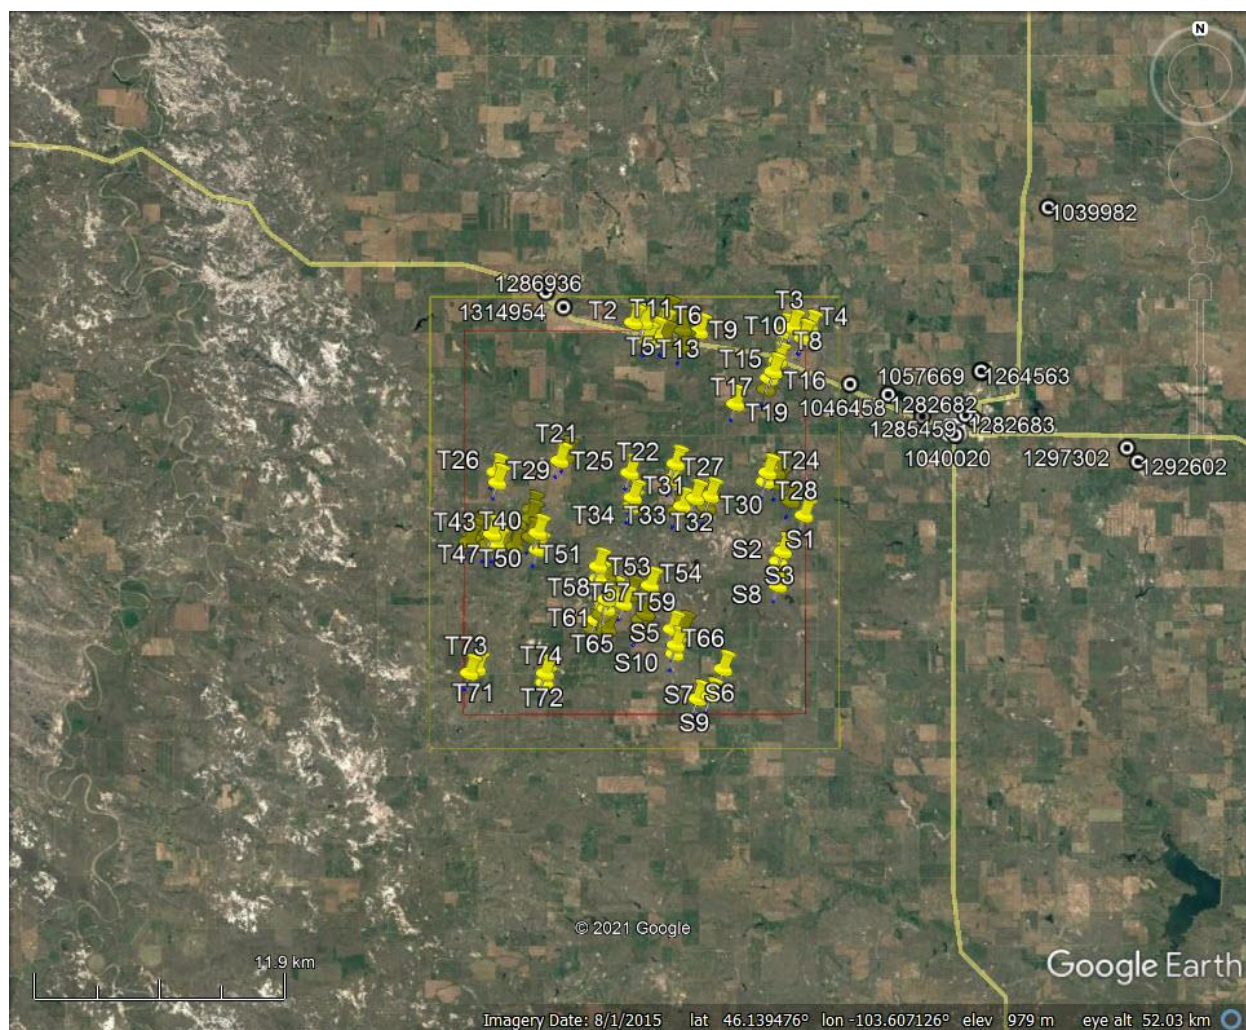 N
1039982
1286936
1314954
T2
T11
T6
T3
T4
T10
T9
T5
T13
T8
T15
T16
T17
T19
1057669
1264563
1046458
1282682
1285459
1282683
1040020
1297302
1292602
T21
T26
T29
T25
T22
T27
T24
T31
T28
T34
T33
T32
T30
T43
T40
T47
T50
T51
S1
S2
S3
S8
T53
T54
T58
T57
T59
T61
S5
T65
T66
S10
T73
T74
T71
T72
S7
S6
S9
© 2021 Google
11.9 km
Google Earth
Imagery Date: 8/1/2015 lat 46.139476° lon -103.607126° elev 979 m eye alt 52.03 km